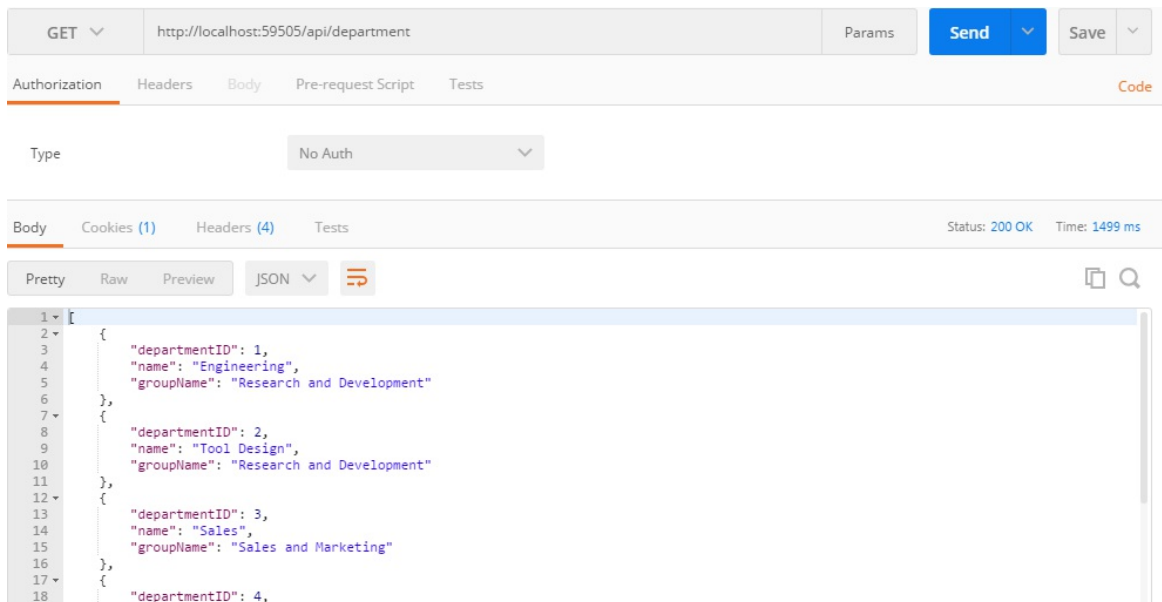 GET http://localhost:59505/api/department Params Send Save
Authorization Headers Body Pre-request Script Tests Code
Type No Auth
Body Cookies (1) Headers (4) Tests Status: 200 OK Time: 1499 ms
Pretty Raw Preview JSON
1 [
2 {
3 "departmentID": 1,
4 "name": "Engineering",
5 "groupName": "Research and Development"
6 },
7 {
8 "departmentID": 2,
9 "name": "Tool Design",
10 "groupName": "Research and Development"
11 },
12 {
13 "departmentID": 3,
14 "name": "Sales",
15 "groupName": "Sales and Marketing"
16 },
17 {
18 "departmentID": 4,